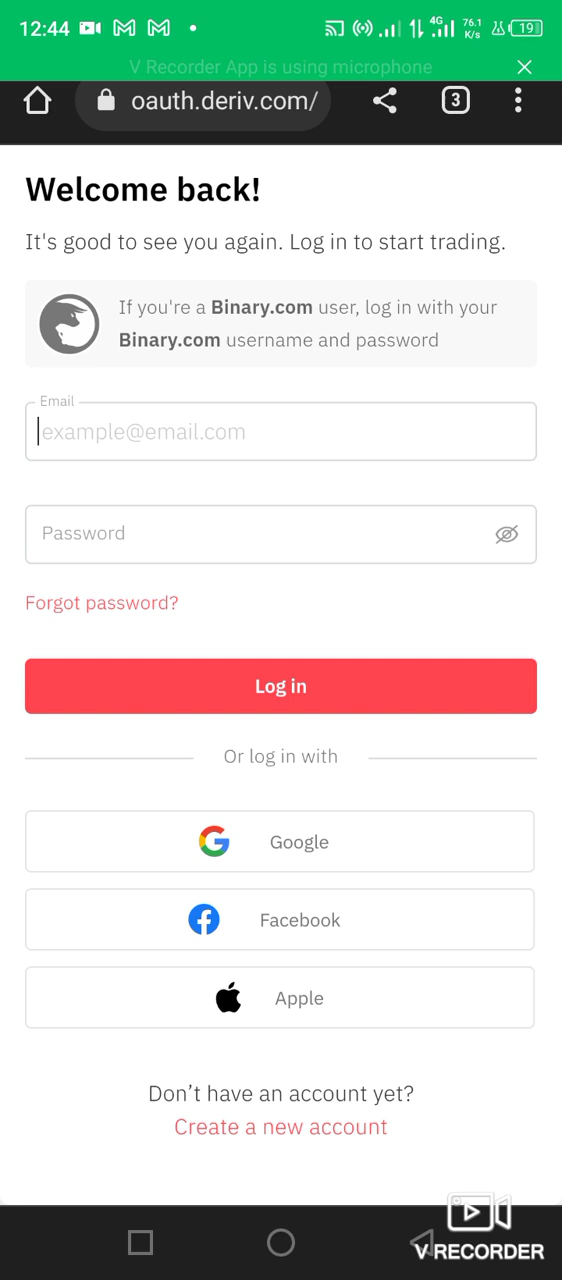 12:44
4G 76.1 K/s 19
V Recorder App is using microphone
oauth.deriv.com/
3
Welcome back!
It's good to see you again. Log in to start trading.
If you're a Binary.com user, log in with your
Binary.com username and password
Email
example@email.com
Password
Forgot password?
Log in
Or log in with
Google
Facebook
Apple
Don’t have an account yet?
Create a new account
V RECORDER